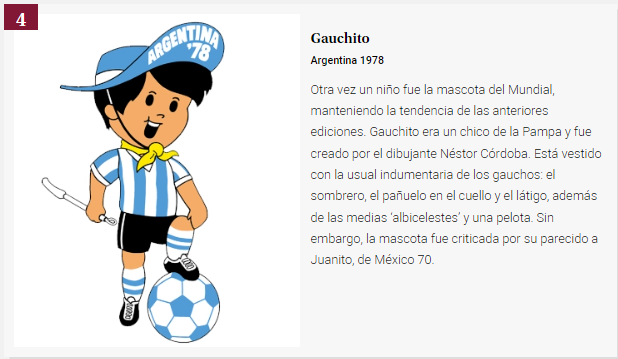 4
ARGENTINA
'78
Gauchito
Argentina 1978
Otra vez un niño fue la mascota del Mundial,
manteniendo la tendencia de las anteriores
ediciones. Gauchito era un chico de la Pampa y fue
creado por el dibujante Néstor Córdoba. Está vestido
con la usual indumentaria de los gauchos: el
sombrero, el pañuelo en el cuello y el látigo, además
de las medias ‘albicelestes’ y una pelota. Sin
embargo, la mascota fue criticada por su parecido a
Juanito, de México 70.